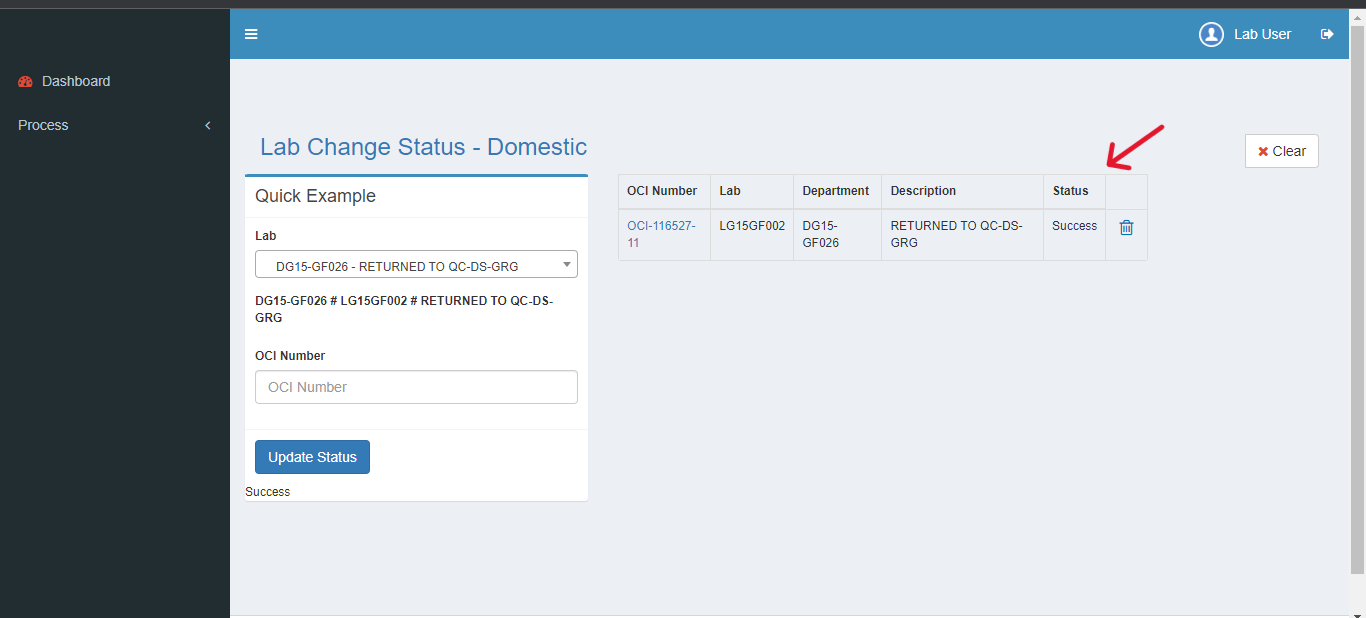 Lab User
Dashboard
Process
Lab Change Status - Domestic
Clear
Quick Example
Lab
DG15-GF026 - RETURNED TO QC-DS-GRG
DG15-GF026 # LG15GF002 # RETURNED TO QC-DS-
GRG
OCI Number
OCI Number
Update Status
Success
OCI Number Lab Department Description Status
OCI-116527- LG15GF002 DG15- RETURNED TO QC-DS- Success
11 GF026 GRG